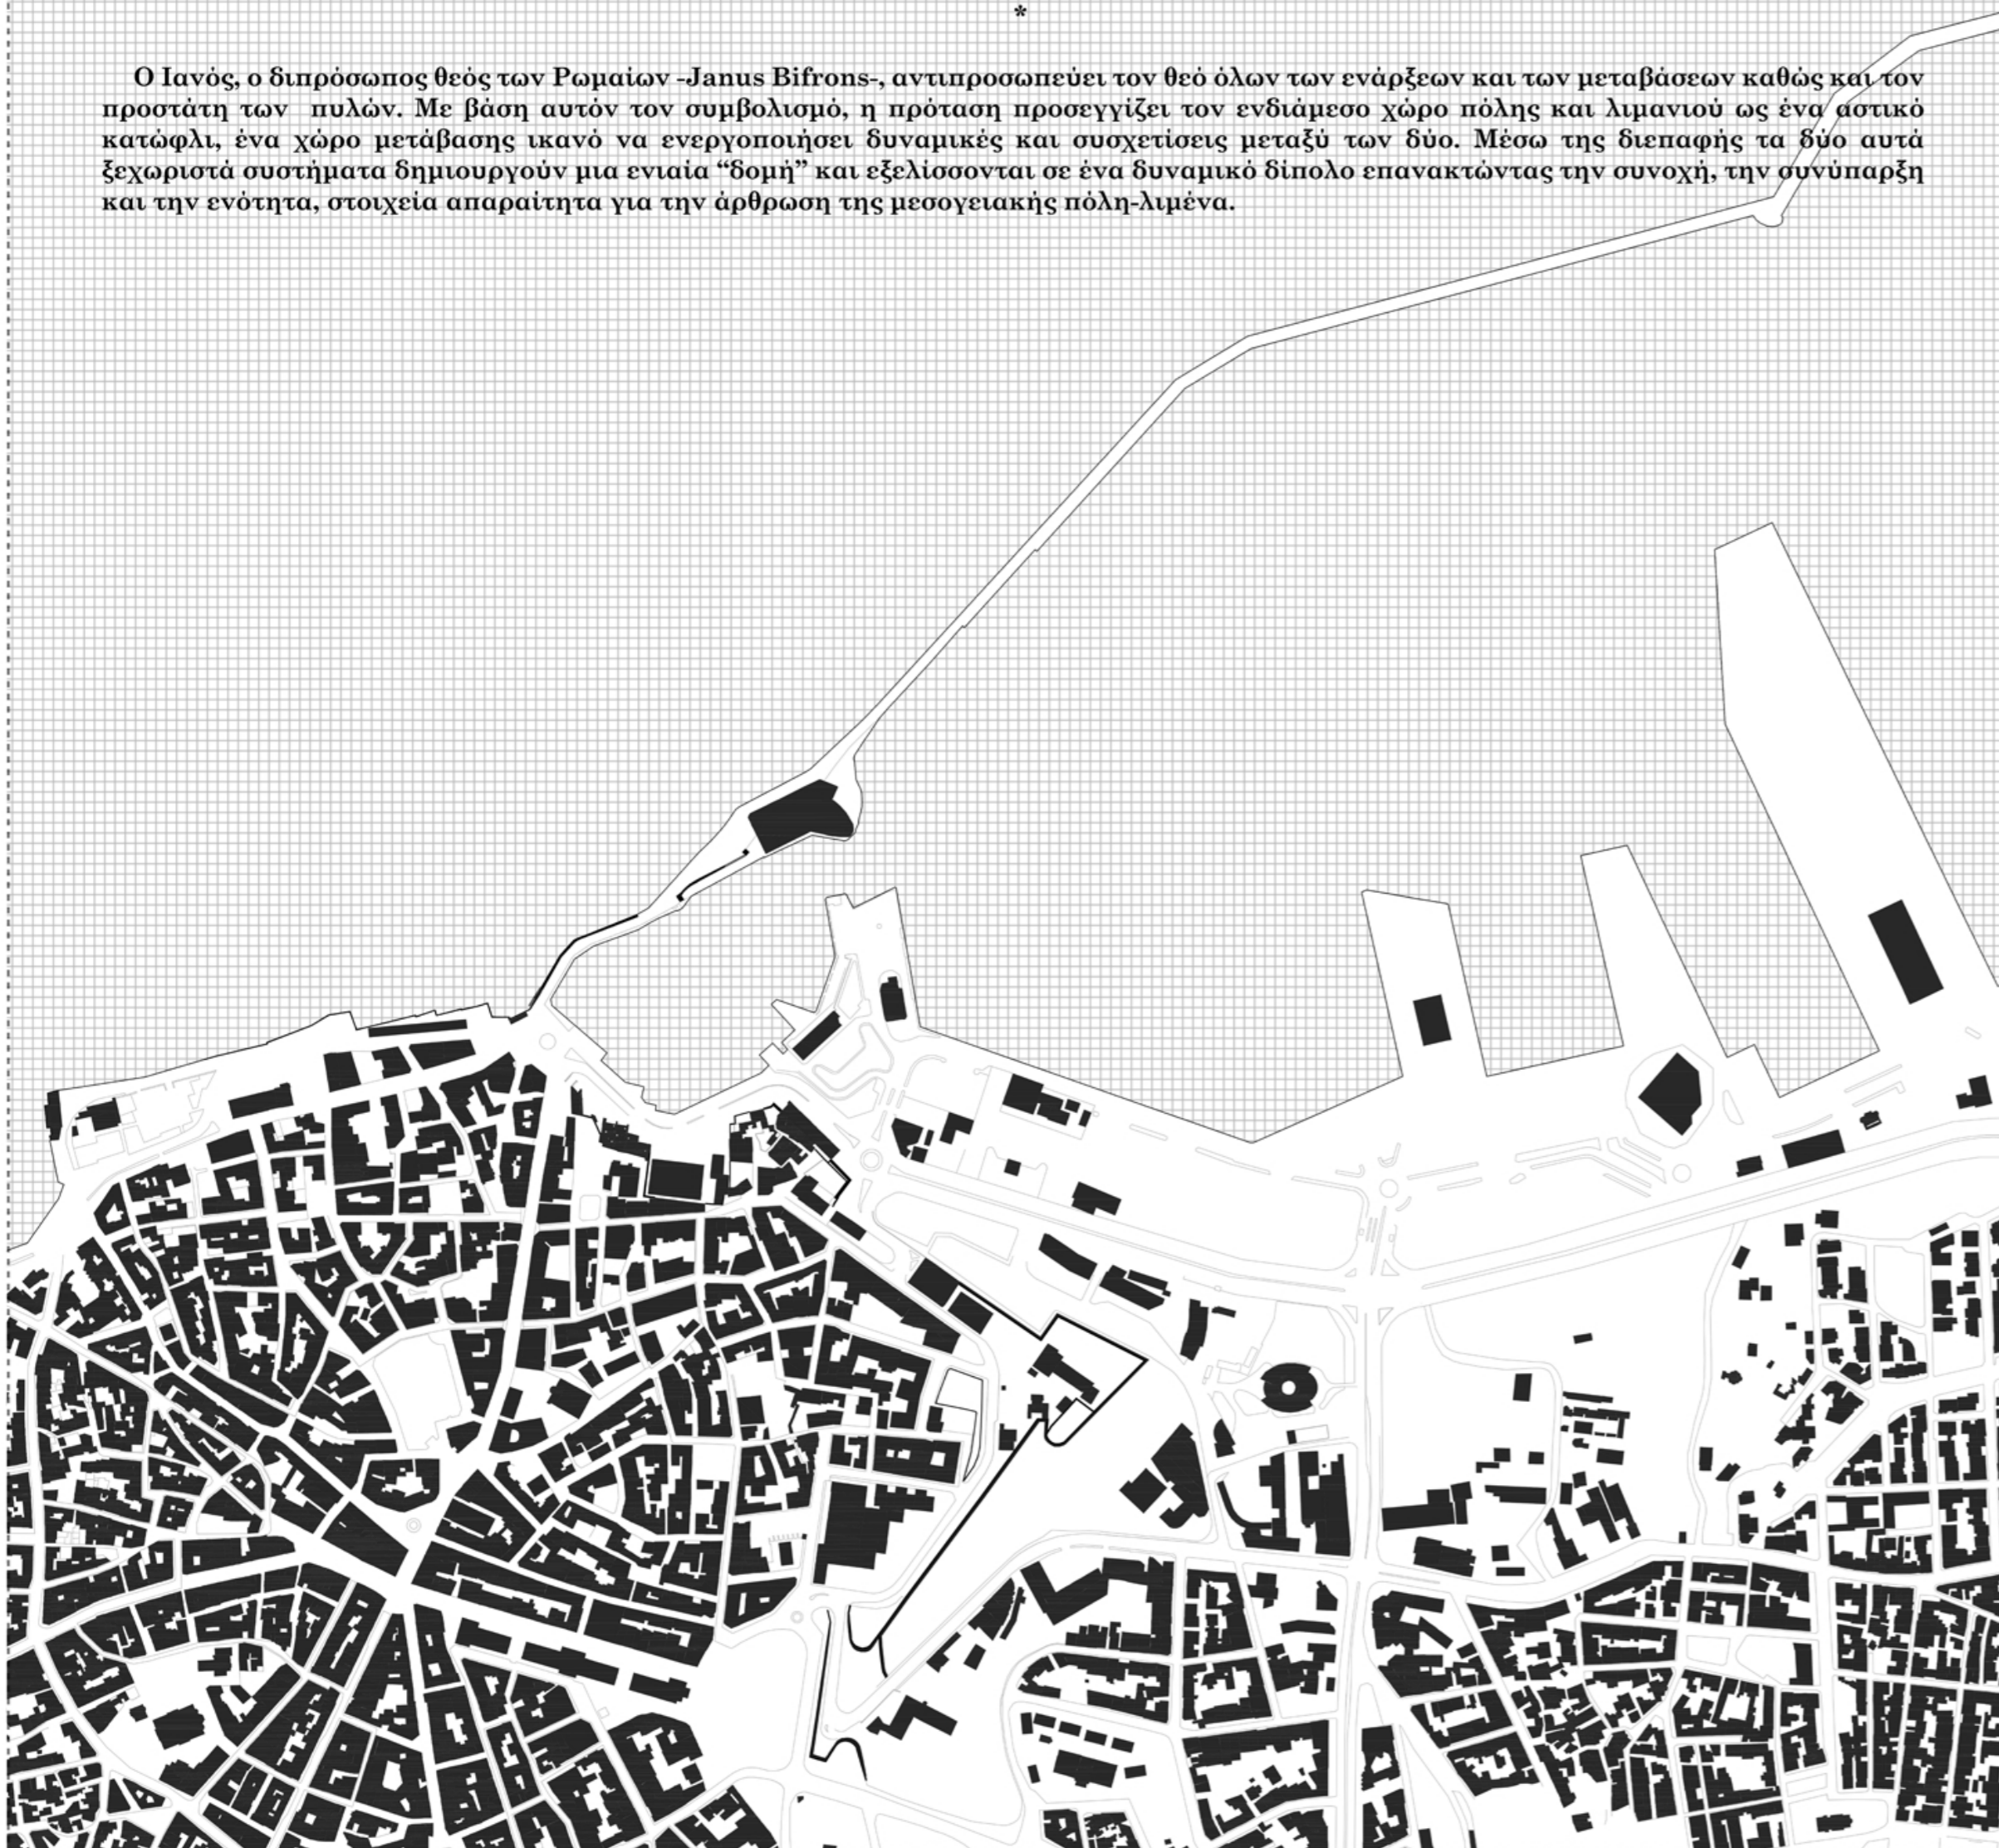 *
Ο Ιανός, ο διπρόσωπος θεός των Ρωμαίων -Janus Bifrons-, αντιπροσωπεύει τον θεό όλων των ενάρξεων και των μεταβάσεων καθώς και τον
προστάτη των πυλών. Με βάση αυτόν τον συμβολισμό, η πρόταση προσεγγίζει τον ενδιάμεσο χώρο πόλης και λιμανιού ως ένα αστικό
κατώφλι, ένα χώρο μετάβασης ικανό να ενεργοποιήσει δυναμικές και συσχετίσεις μεταξύ των δύο. Μέσω της διεπαφής τα δύο αυτά
ξεχωριστά συστήματα δημιουργούν μια ενιαία “δομή” και εξελίσσονται σε ένα δυναμικό δίπολο επανακτώντας την συνοχή, την συνύπαρξη
και την ενότητα, στοιχεία απαραίτητα για την άρθρωση της μεσογειακής πόλη-λιμένα.